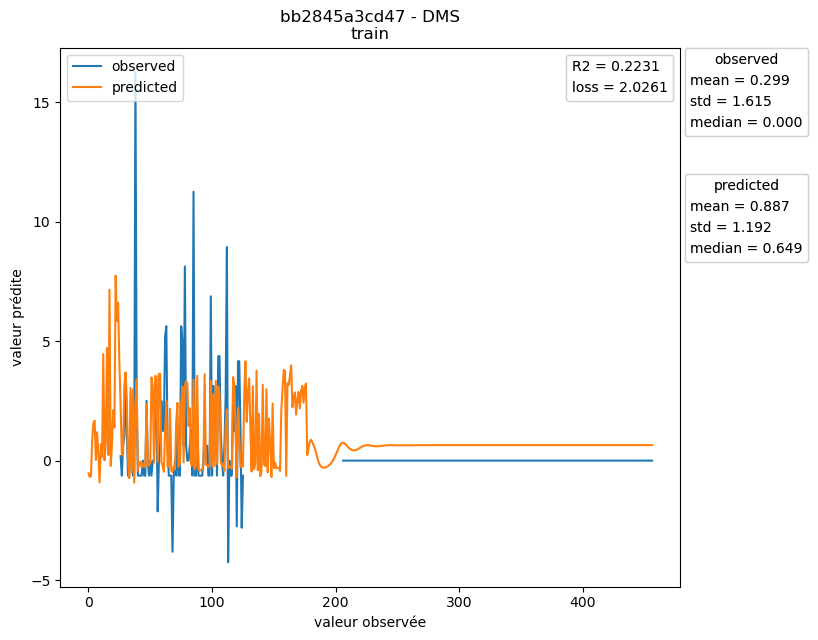 bb2845a3cd47 - DMS
train
observed
predicted
R2 = 0.2231
loss = 2.0261
observed
mean = 0.299
std = 1.615
median = 0.000
predicted
mean = 0.887
std = 1.192
median = 0.649
15
10
5
0
−5
valeur prédite
0
100
200
300
400
valeur observée